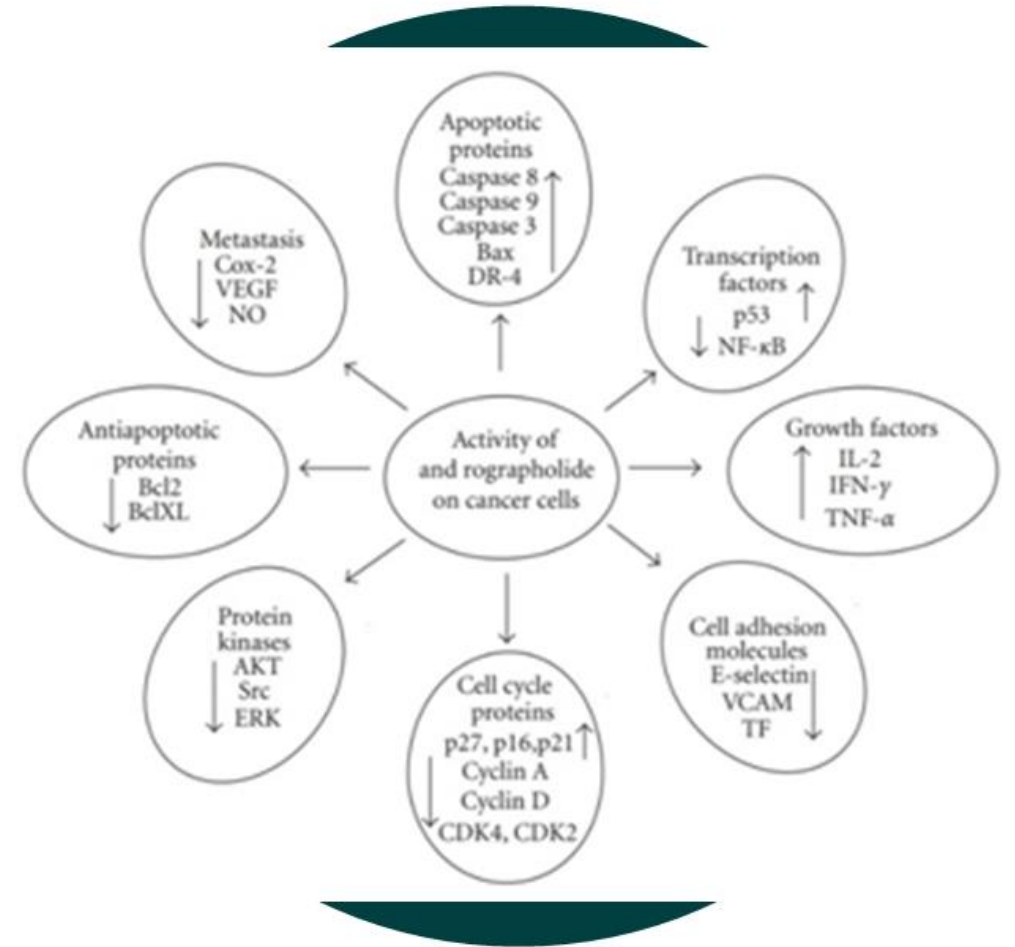 Apoptotic
proteins
Caspase 8
Caspase 9
Caspase 3
Bax
DR-4
Metastasis
Cox-2
VEGF
NO
Transcription
factors
p53
NF-κB
Antiapoptotic
proteins
Bcl2
BclXL
Activity of
and rographolide
on cancer cells
Growth factors
IL-2
IFN-γ
TNF-α
Protein
kinases
AKT
Src
ERK
Cell cycle
proteins
p27, p16,p21
Cyclin A
Cyclin D
CDK4, CDK2
Cell adhesion
molecules
E-selectin
VCAM
TF